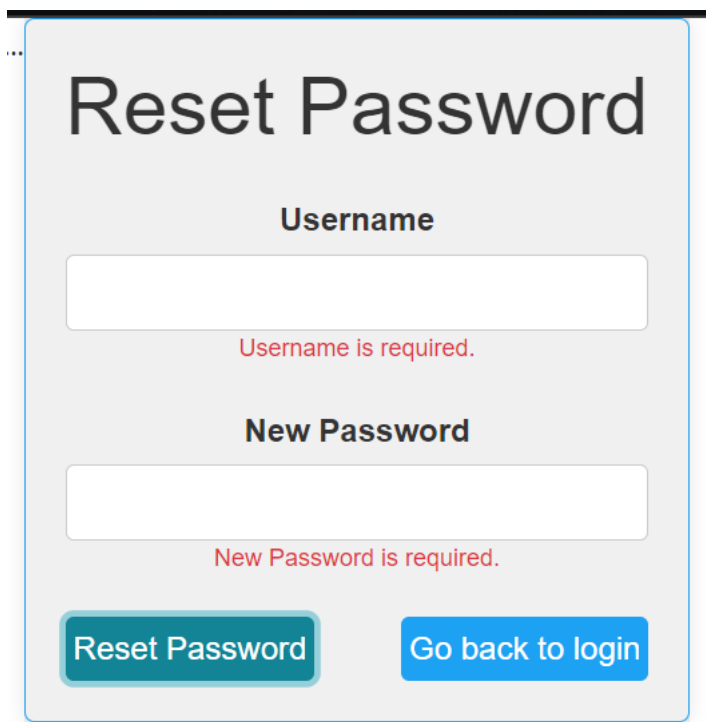 Reset Password
Username
Username is required.
New Password
New Password is required.
Reset Password
Go back to login